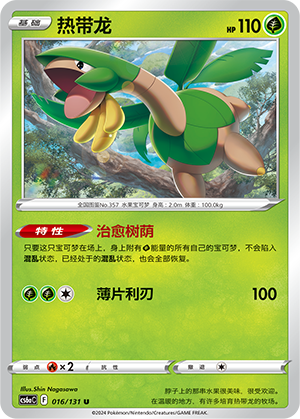 基础 热带龙 HP 110
全国图鉴No.357 水果宝可梦 身高：2.0m 体重：100.0kg
特性 治愈树荫
只要这只宝可梦在场上，身上附有能量的所有自己的宝可梦，不会陷入
混乱状态，已经处于的混乱状态，也会全部恢复。
薄片利刃 100
弱点 ×2 抵抗力 撤退
Illus.Shin Nagasawa
CS6aC F 016/131 U
脖子上的那串水果很美味，很受欢迎。
在温暖的地方，有许多培育热带龙的牧场。
©2024 Pokémon/Nintendo/Creatures/GAME FREAK.